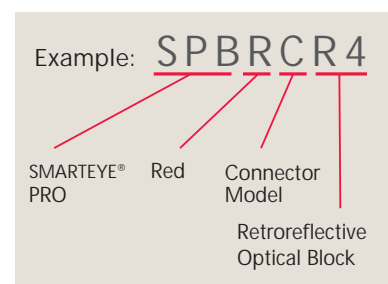 Example: SPBRCR4
SMARTEYE®
PRO
Red
Connector
Model
Retroreflective
Optical Block